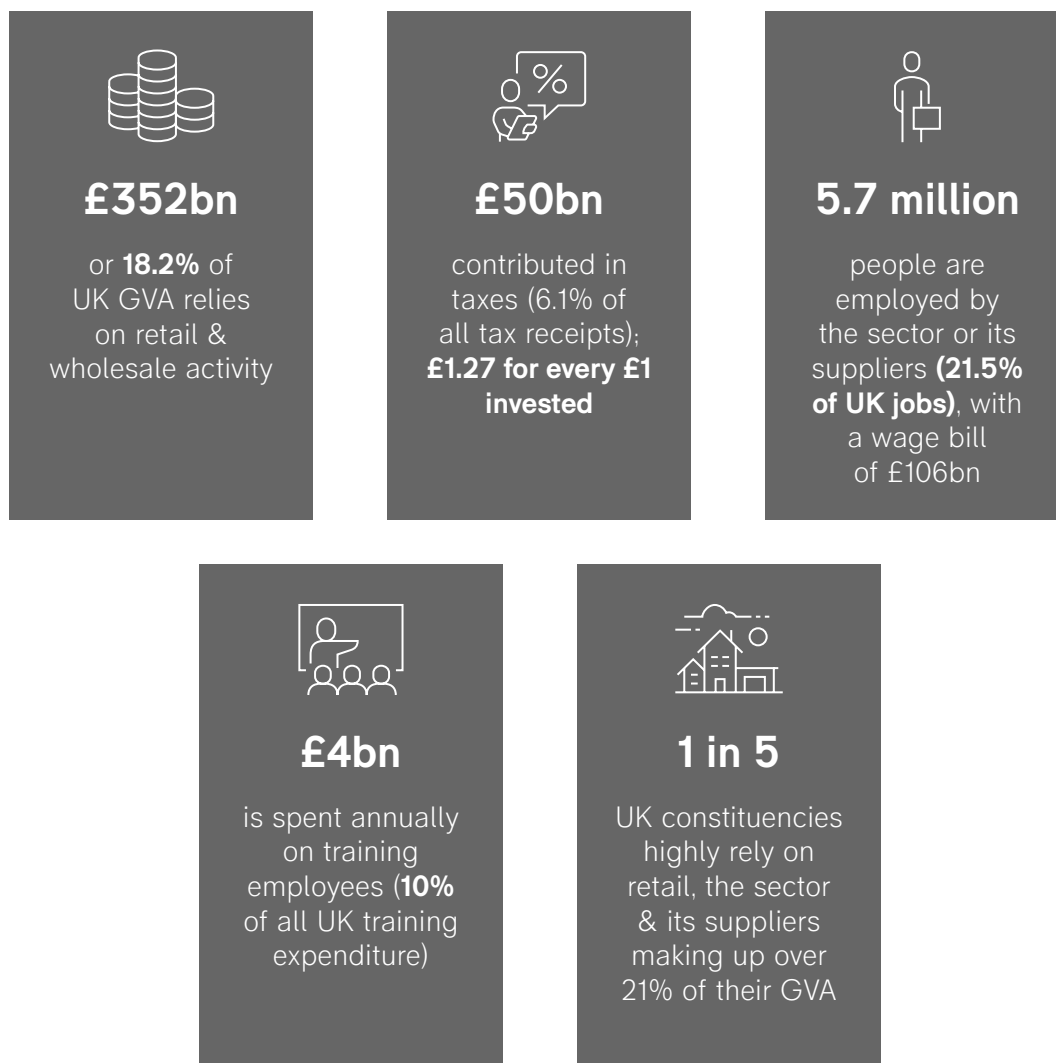 %
£352bn
or 18.2% of
UK GVA relies
on retail &
wholesale activity
£50bn
contributed in
taxes (6.1% of
all tax receipts);
£1.27 for every £1
invested
5.7 million
people are
employed by
the sector or its
suppliers (21.5%
of UK jobs), with
a wage bill
of £106bn
£4bn
is spent annually
on training
employees (10%
of all UK training
expenditure)
1 in 5
UK constituencies
highly rely on
retail, the sector
& its suppliers
making up over
21% of their GVA